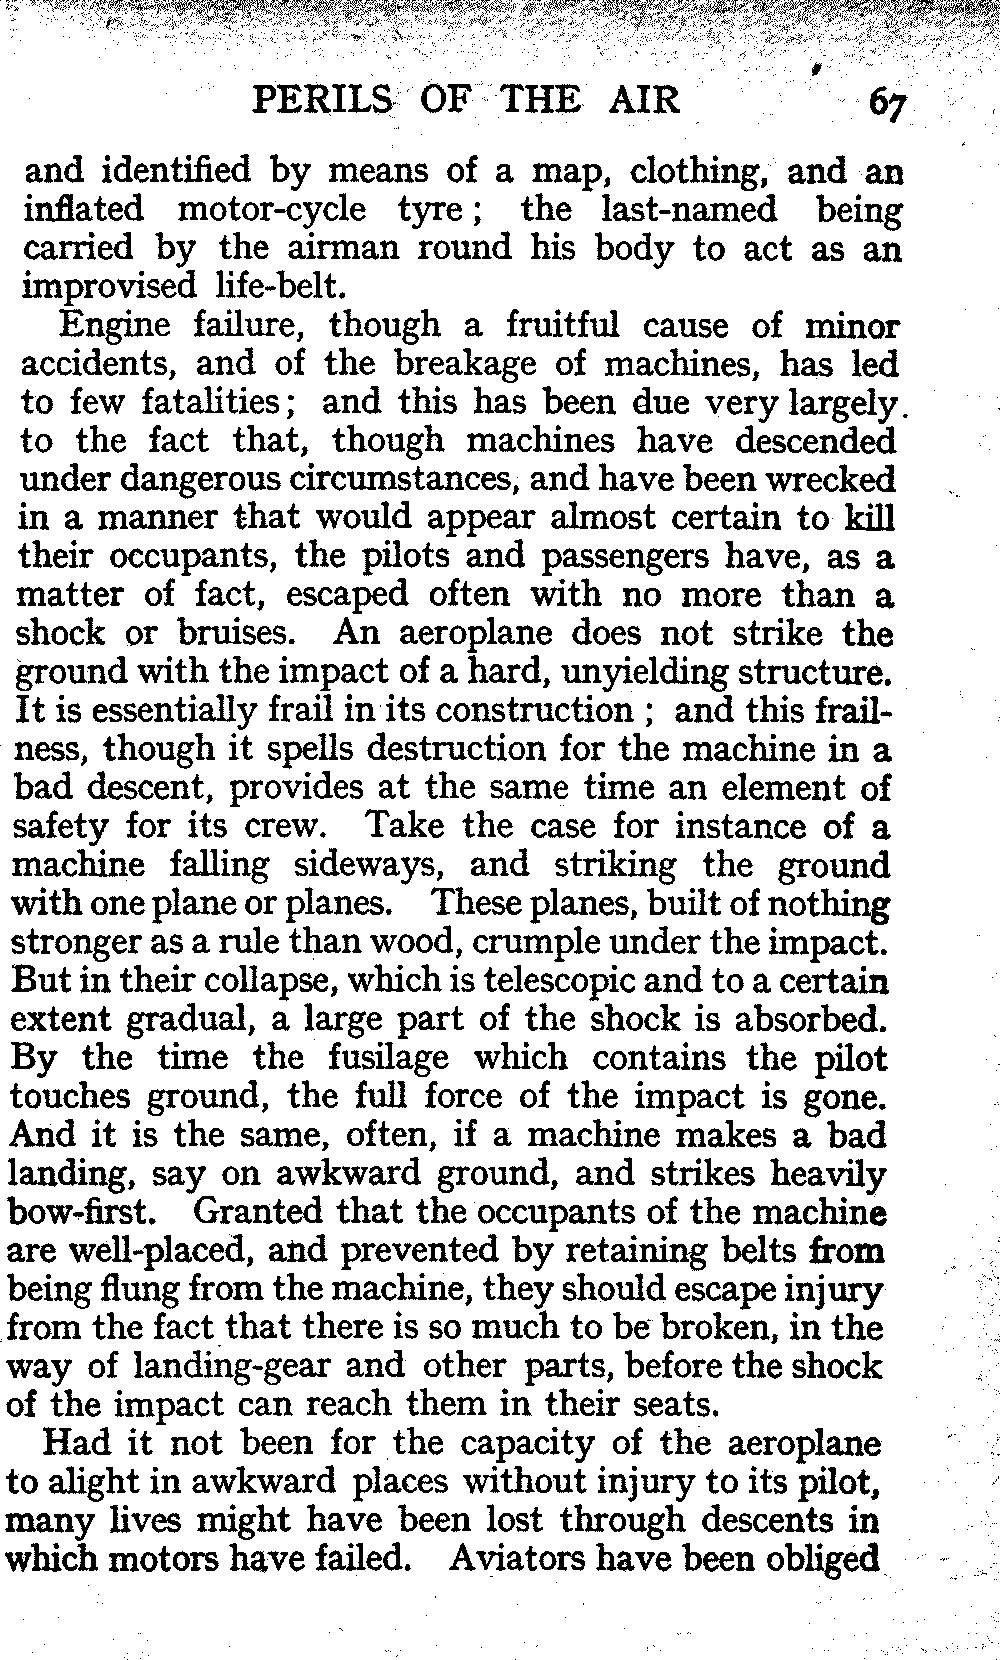 PERILS OF THE AIR 67
and identified by means of a map, clothing, and an
inflated motor-cycle tyre ; the last-named being
carried by the airman round his body to act as an
improvised life-belt.
Engine failure, though a fruitful cause of minor
accidents, and of the breakage of machines, has led
to few fatalities; and this has been due very largely.
to the fact that, though machines have descended
under dangerous circumstances, and have been wrecked
in a manner that would appear almost certain to kill
their occupants, the pilots and passengers have, as a
matter of fact, escaped often with no more than a
shock or bruises. An aeroplane does not strike the
ground with the impact of a hard, unyielding structure.
It is essentially frail in its construction ; and this frail-
ness, though it spells destruction for the machine in a
bad descent, provides at the same time an element of
safety for its crew. Take the case for instance of a
machine falling sideways, and striking the ground
with one plane or planes. These planes, built of nothing
stronger as a rule than wood, crumple under the impact.
But in their collapse, which is telescopic and to a certain
extent gradual, a large part of the shock is absorbed.
By the time the fusilage which contains the pilot
touches ground, the full force of the impact is gone.
And it is the same, often, if a machine makes a bad
landing, say on awkward ground, and strikes heavily
bow-first. Granted that the occupants of the machine
are well-placed, and prevented by retaining belts from
being flung from the machine, they should escape injury
from the fact that there is so much to be broken, in the
way of landing-gear and other parts, before the shock
of the impact can reach them in their seats.
Had it not been for the capacity of the aeroplane
to alight in awkward places without injury to its pilot,
many lives might have been lost through descents in
which motors have failed. Aviators have been obliged